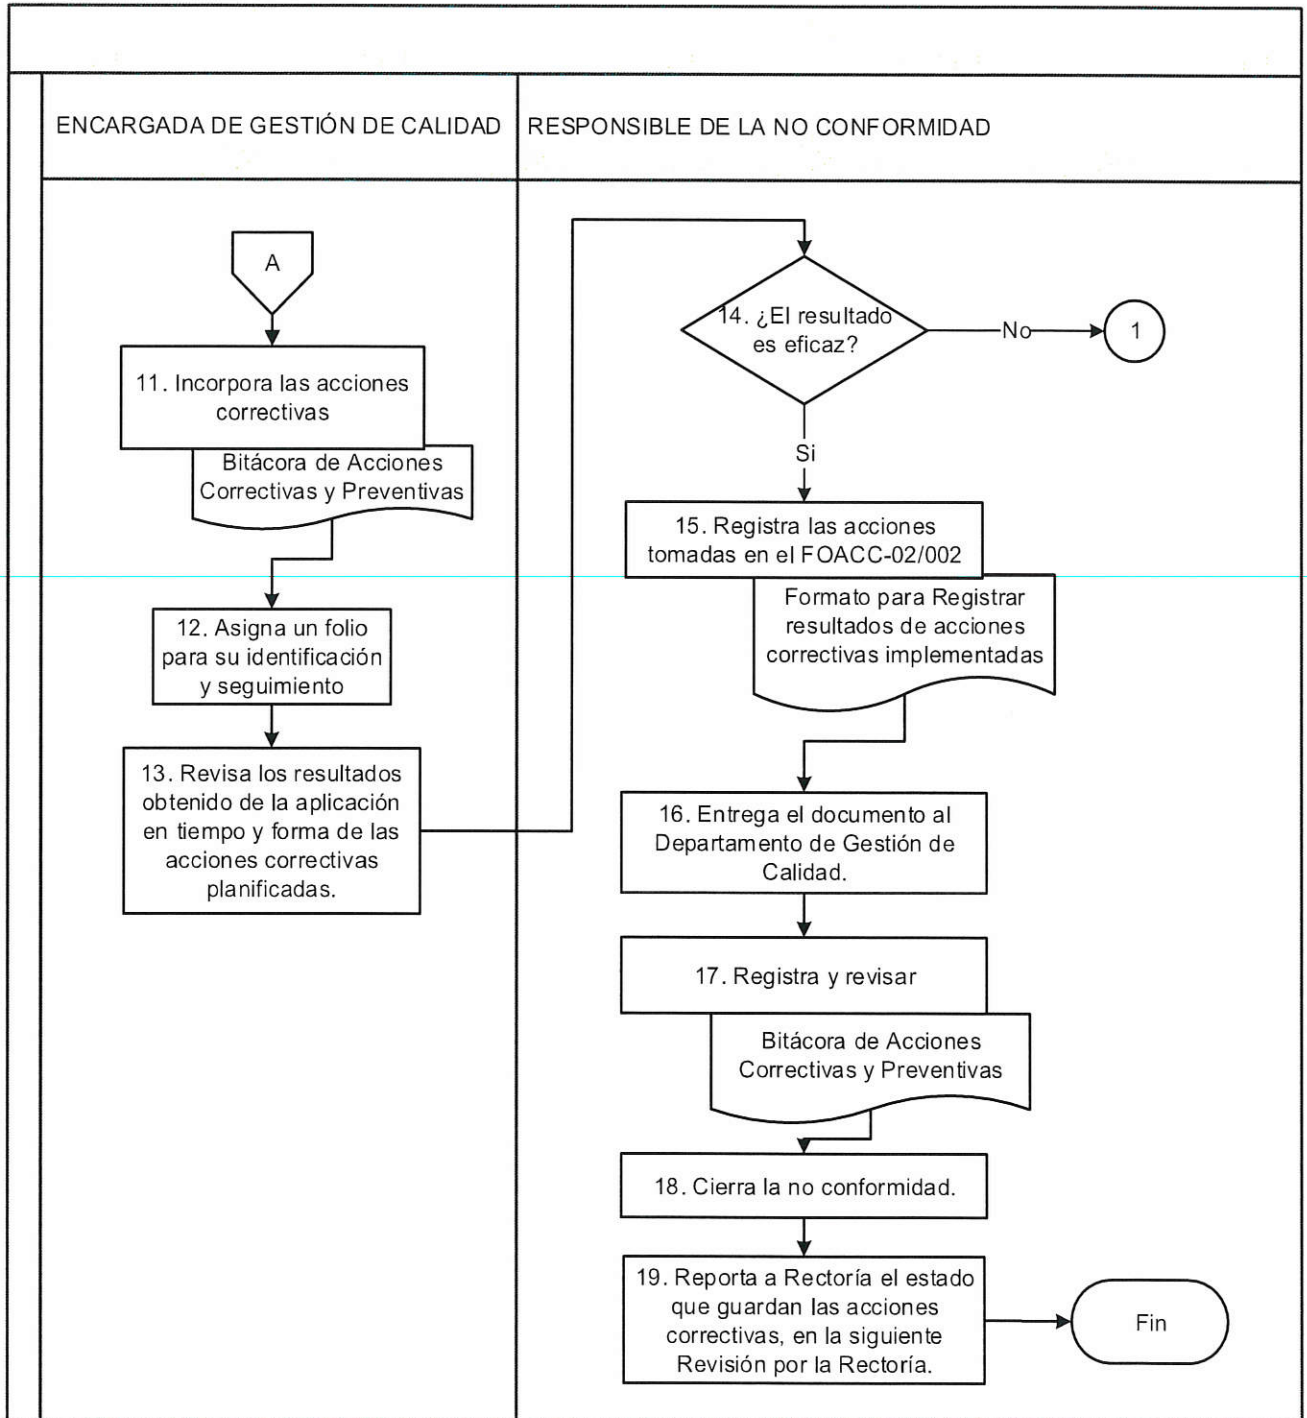 ENCARGADA DE GESTIÓN DE CALIDAD
RESPONSIBLE DE LA NO CONFORMIDAD
A
11. Incorpora las acciones
correctivas
Bitácora de Acciones
Correctivas y Preventivas
12. Asigna un folio
para su identificación
y seguimiento
13. Revisa los resultados
obtenido de la aplicación
en tiempo y forma de las
acciones correctivas
planificadas.
14. ¿El resultado
es eficaz?
No
1
Si
15. Registra las acciones
tomadas en el FOACC-02/002
Formato para Registrar
resultados de acciones
correctivas implementadas
16. Entrega el documento al
Departamento de Gestión de
Calidad.
17. Registra y revisar
Bitácora de Acciones
Correctivas y Preventivas
18. Cierra la no conformidad.
19. Reporta a Rectoría el estado
que guardan las acciones
correctivas, en la siguiente
Revisión por la Rectoría.
Fin